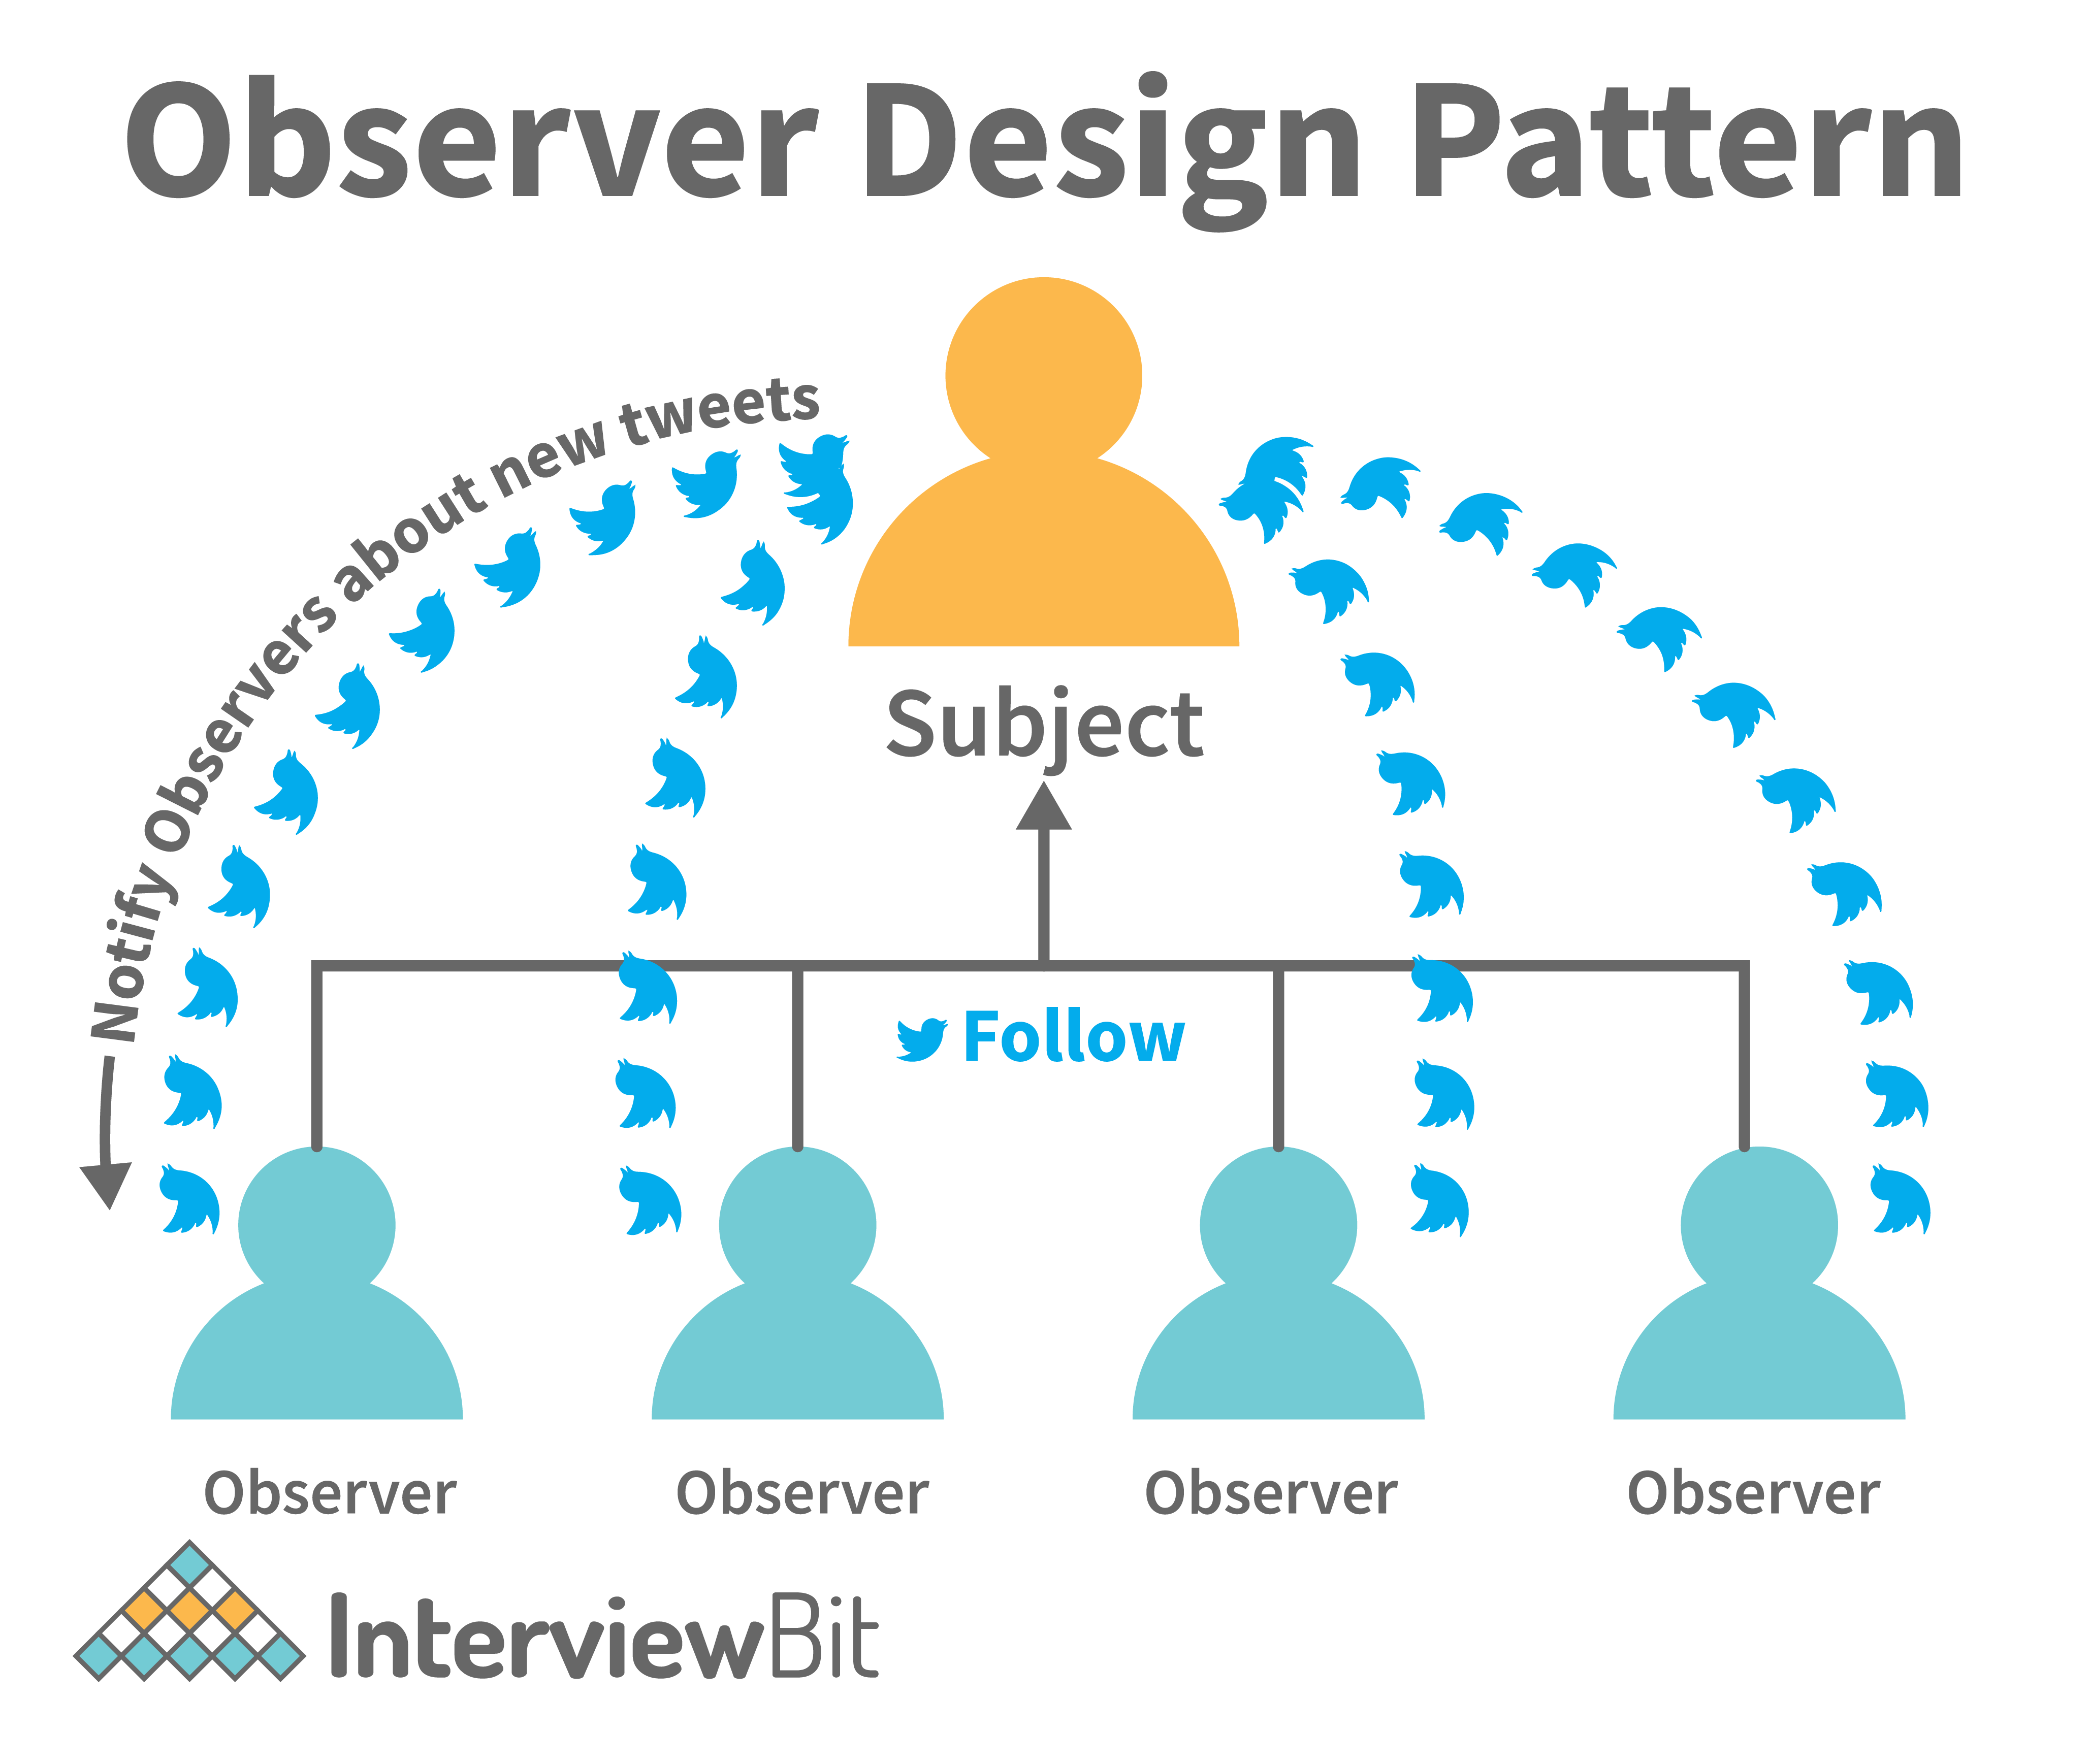 Observer Design Pattern
Notify Observers about new tweets
Subject
Follow
Observer Observer Observer Observer
InterviewBit